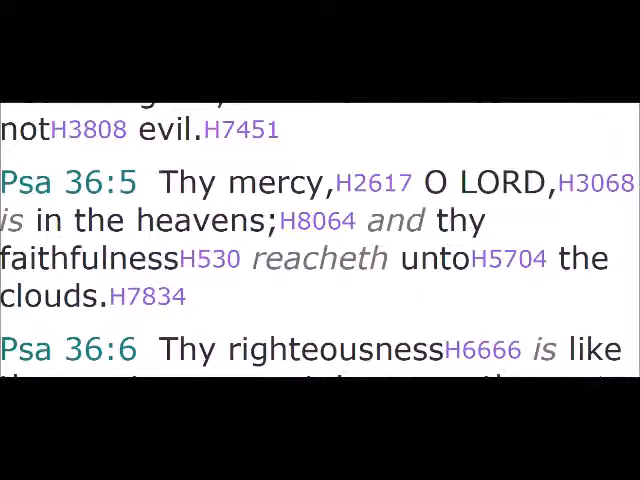 notH3808 evil.H7451
Psa 36:5 Thy mercy,H2617 O LORD,H3068
is in the heavens;H8064 and thy
faithfulnessH530 reacheth untoH5704 the
clouds.H7834
Psa 36:6 Thy righteousnessH6666 is like